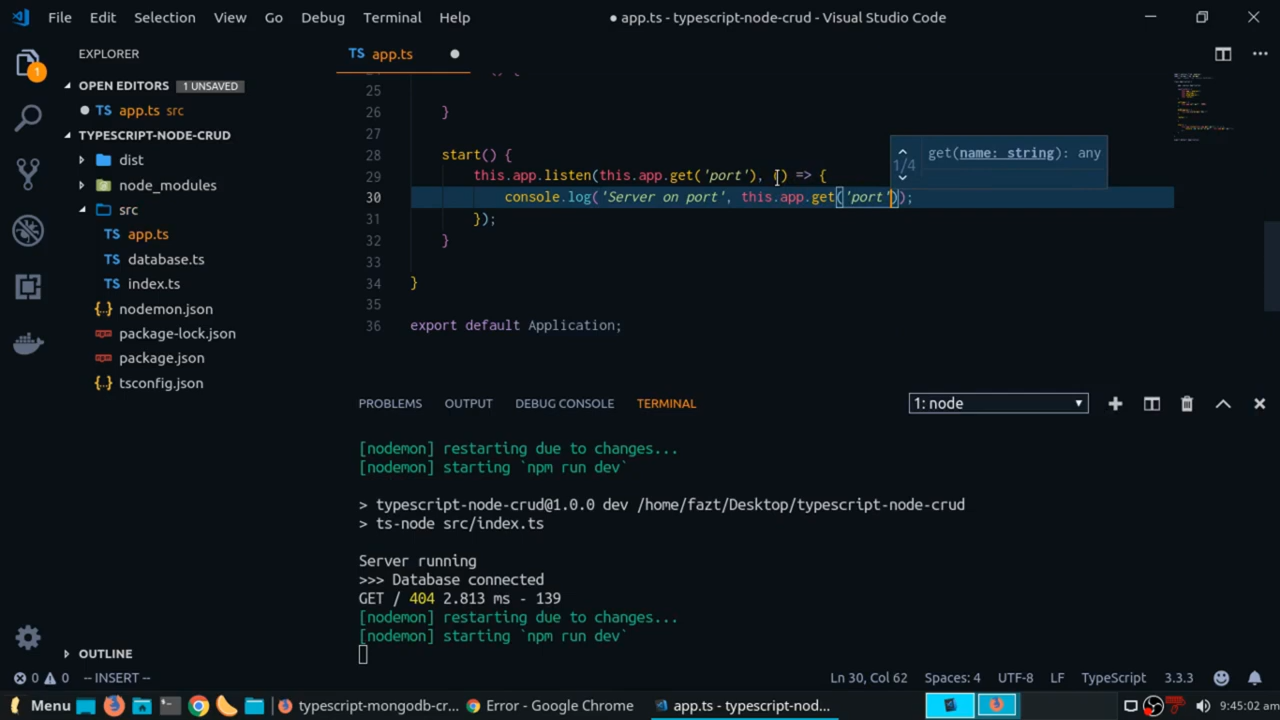 File Edit Selection View Go Debug Terminal Help
● app.ts - typescript-node-crud - Visual Studio Code
EXPLORER
TS app.ts
1
OPEN EDITORS 1 UNSAVED
TS app.ts src
TYPESCRIPT-NODE-CRUD
dist
node_modules
src
TS app.ts
TS database.ts
TS index.ts
{..} nodemon.json
package-lock.json
{..} package.json
tsconfig.json
OUTLINE
25
26 }
27
28 start() {
29 this.app.listen(this.app.get('port'), () => {
30 console.log('Server on port', this.app.get('port'));
31 });
32 }
33
34 }
35
36 export default Application;
1/4 get(name: string): any
PROBLEMS OUTPUT DEBUG CONSOLE TERMINAL 1: node
[nodemon] restarting due to changes...
[nodemon] starting `npm run dev`
> typescript-node-crud@1.0.0 dev /home/fazt/Desktop/typescript-node-crud
> ts-node src/index.ts
Server running
>>> Database connected
GET / 404 2.813 ms - 139
[nodemon] restarting due to changes...
[nodemon] starting `npm run dev`
0 0 -- INSERT -- Ln 30, Col 62 Spaces: 4 UTF-8 LF TypeScript 3.3.3
Menu typescript-mongodb-cr... Error - Google Chrome app.ts - typescript-nod... 9:45:02 am